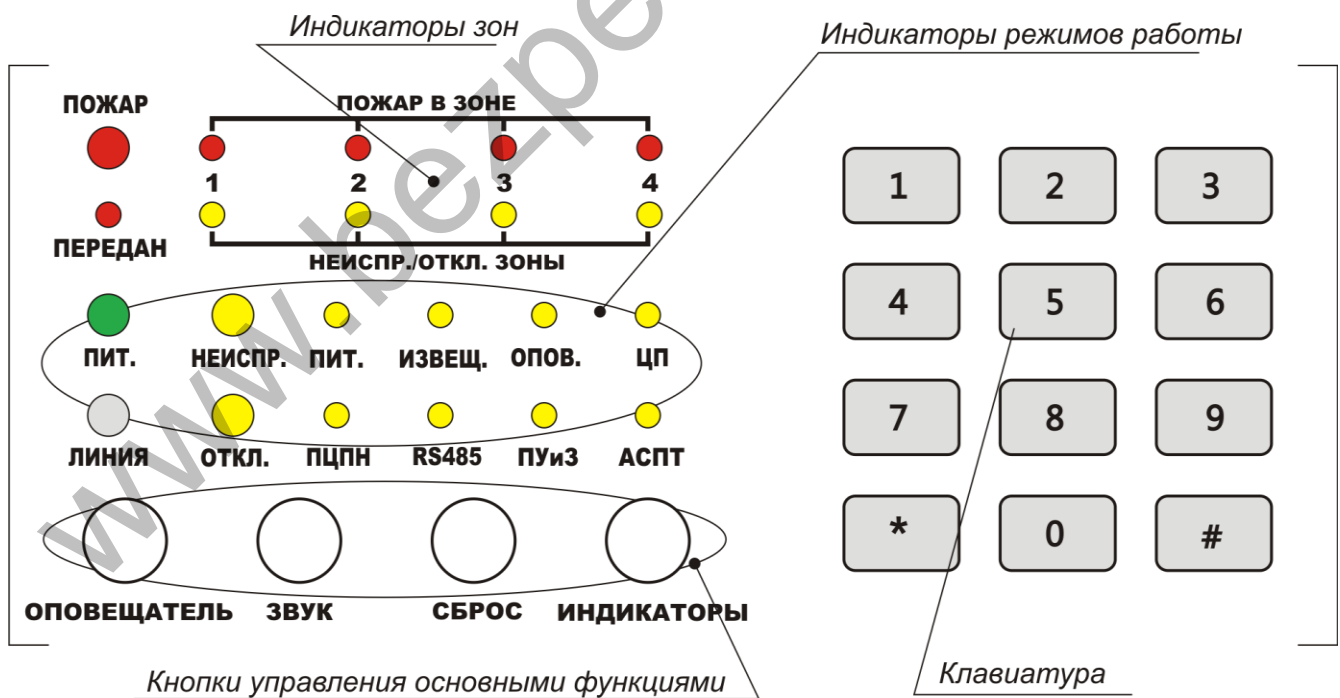 Индикаторы зон
Индикаторы режимов работы
ПОЖАР
ПОЖАР В ЗОНЕ
1 2 3 4
ПЕРЕДАН
НЕИСПР./ОТКЛ. ЗОНЫ
ПИТ. НЕИСПР. ПИТ. ИЗВЕЩ. ОПОВ. ЦП
ЛИНИЯ ОТКЛ. ПЦПН RS485 ПУиЗ АСПТ
ОПОВЕЩАТЕЛЬ ЗВУК СБРОС ИНДИКАТОРЫ
Кнопки управления основными функциями
1 2 3
4 5 6
7 8 9
* 0 #
Клавиатура
www.bezpe